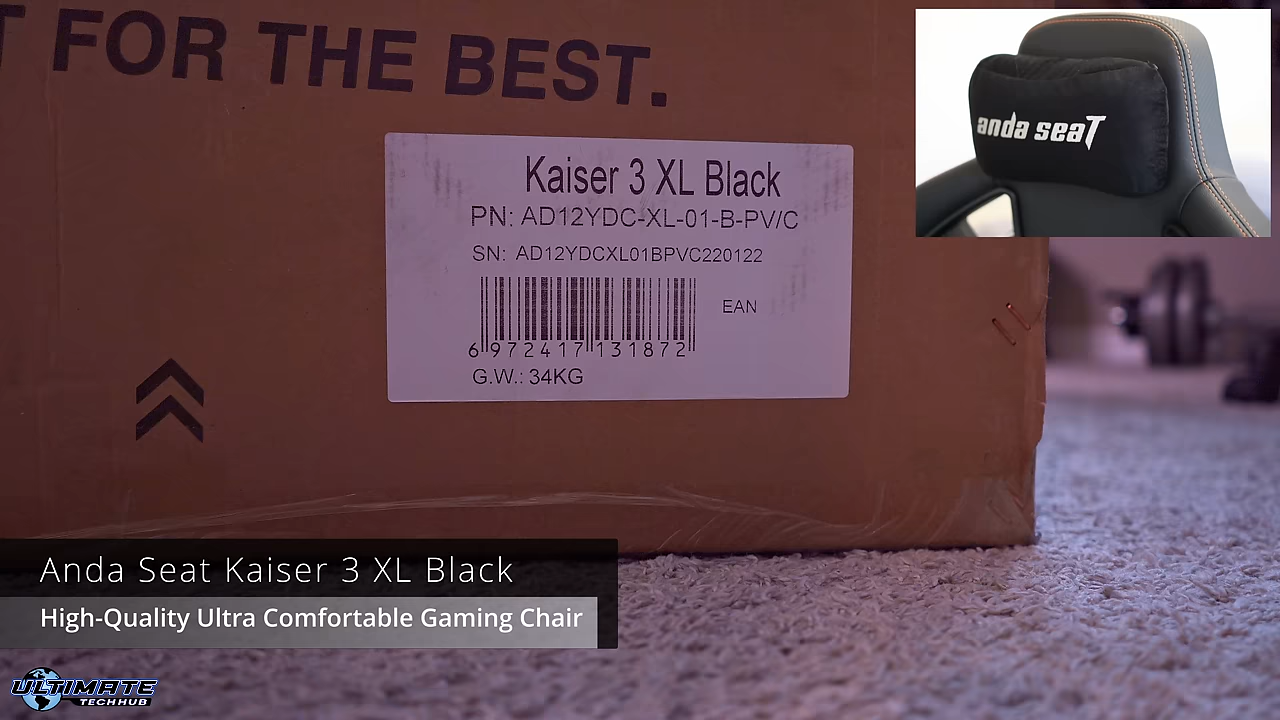 T FOR THE BEST.
anda seaT
Kaiser 3 XL Black
PN: AD12YDC-XL-01-B-PV/C
SN: AD12YDCXL01BPVC220122
EAN
6 972417 131872
G.W.: 34KG
Anda Seat Kaiser 3 XL Black
High-Quality Ultra Comfortable Gaming Chair
ULTIMATE
TECHHUB